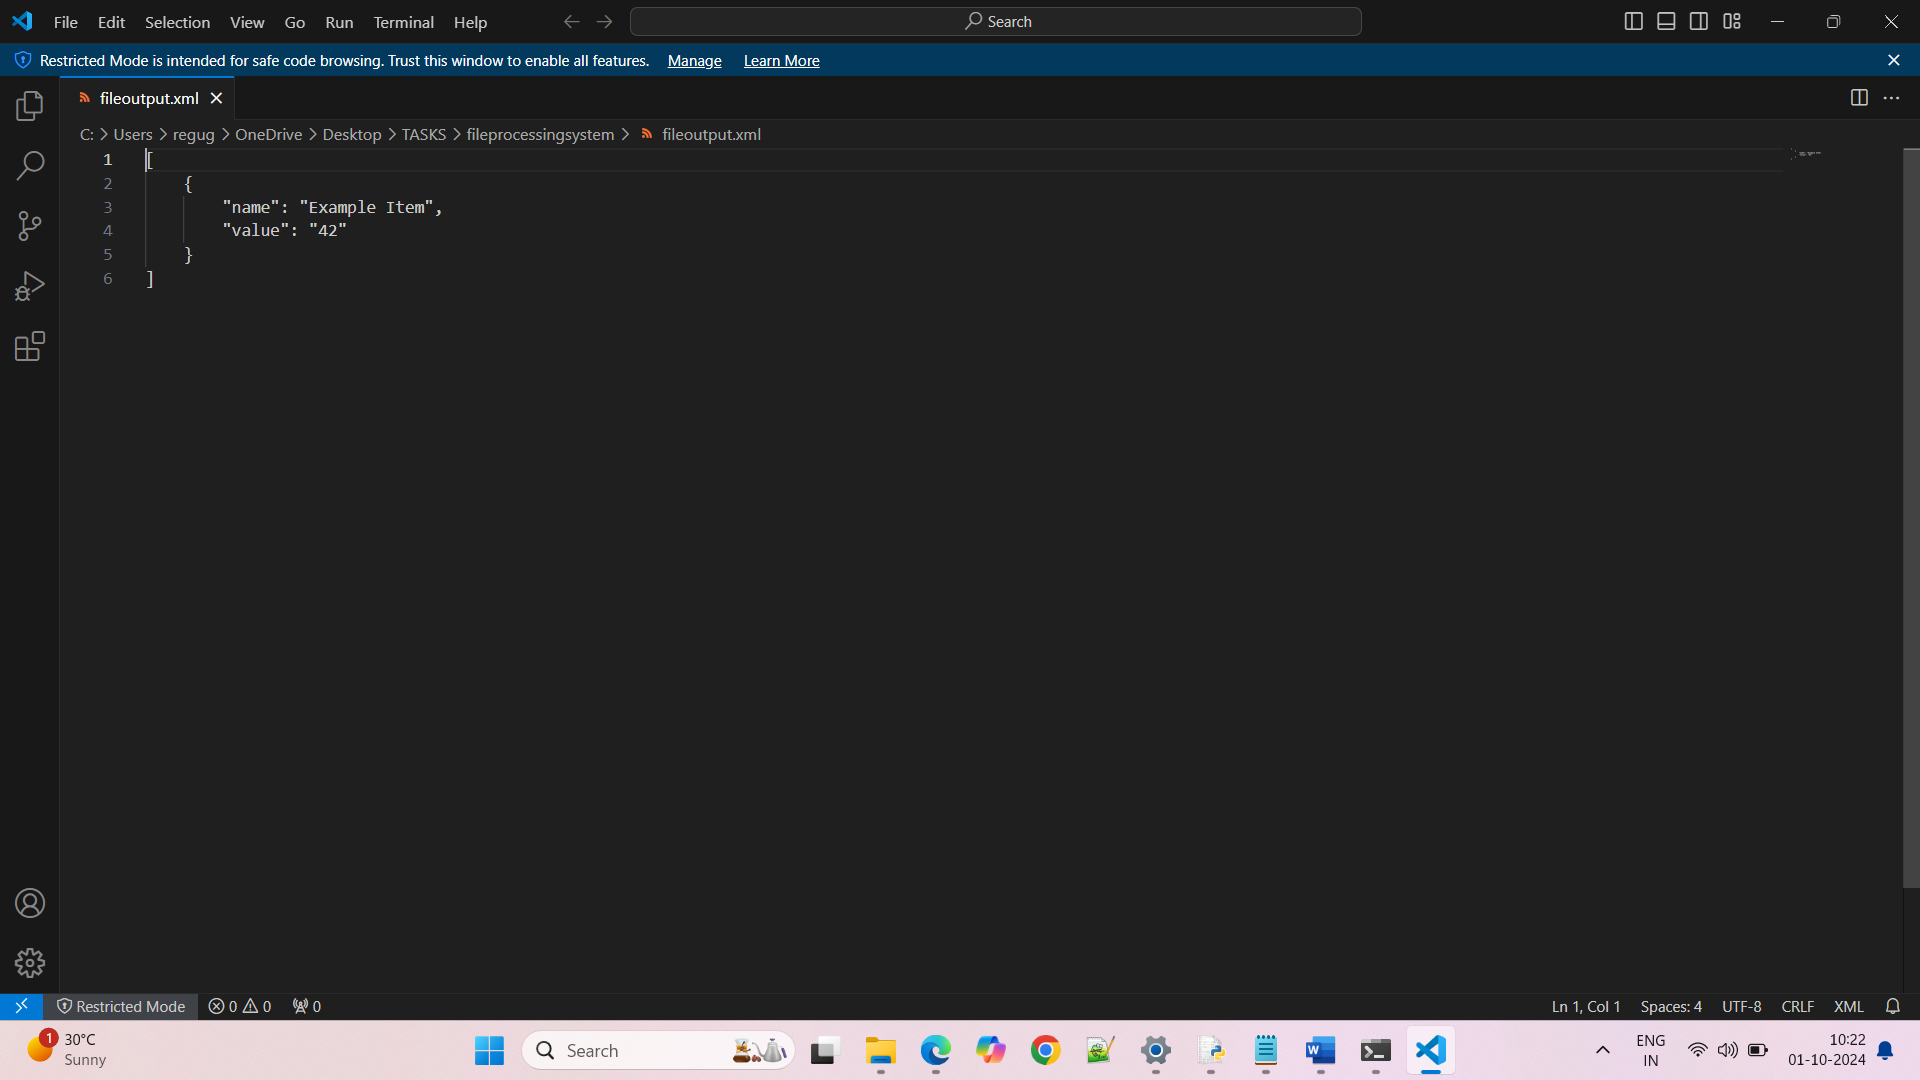 File Edit Selection View Go Run Terminal Help Search
Restricted Mode is intended for safe code browsing. Trust this window to enable all features. Manage Learn More
fileoutput.xml
C: > Users > regug > OneDrive > Desktop > TASKS > fileprocessingsystem > fileoutput.xml
1 [
2 {
3 "name": "Example Item",
4 "value": "42"
5 }
6 ]
Restricted Mode 0 0 0 Ln 1, Col 1 Spaces: 4 UTF-8 CRLF XML
1 30°C
Sunny
Search
ENG
IN
10:22
01-10-2024